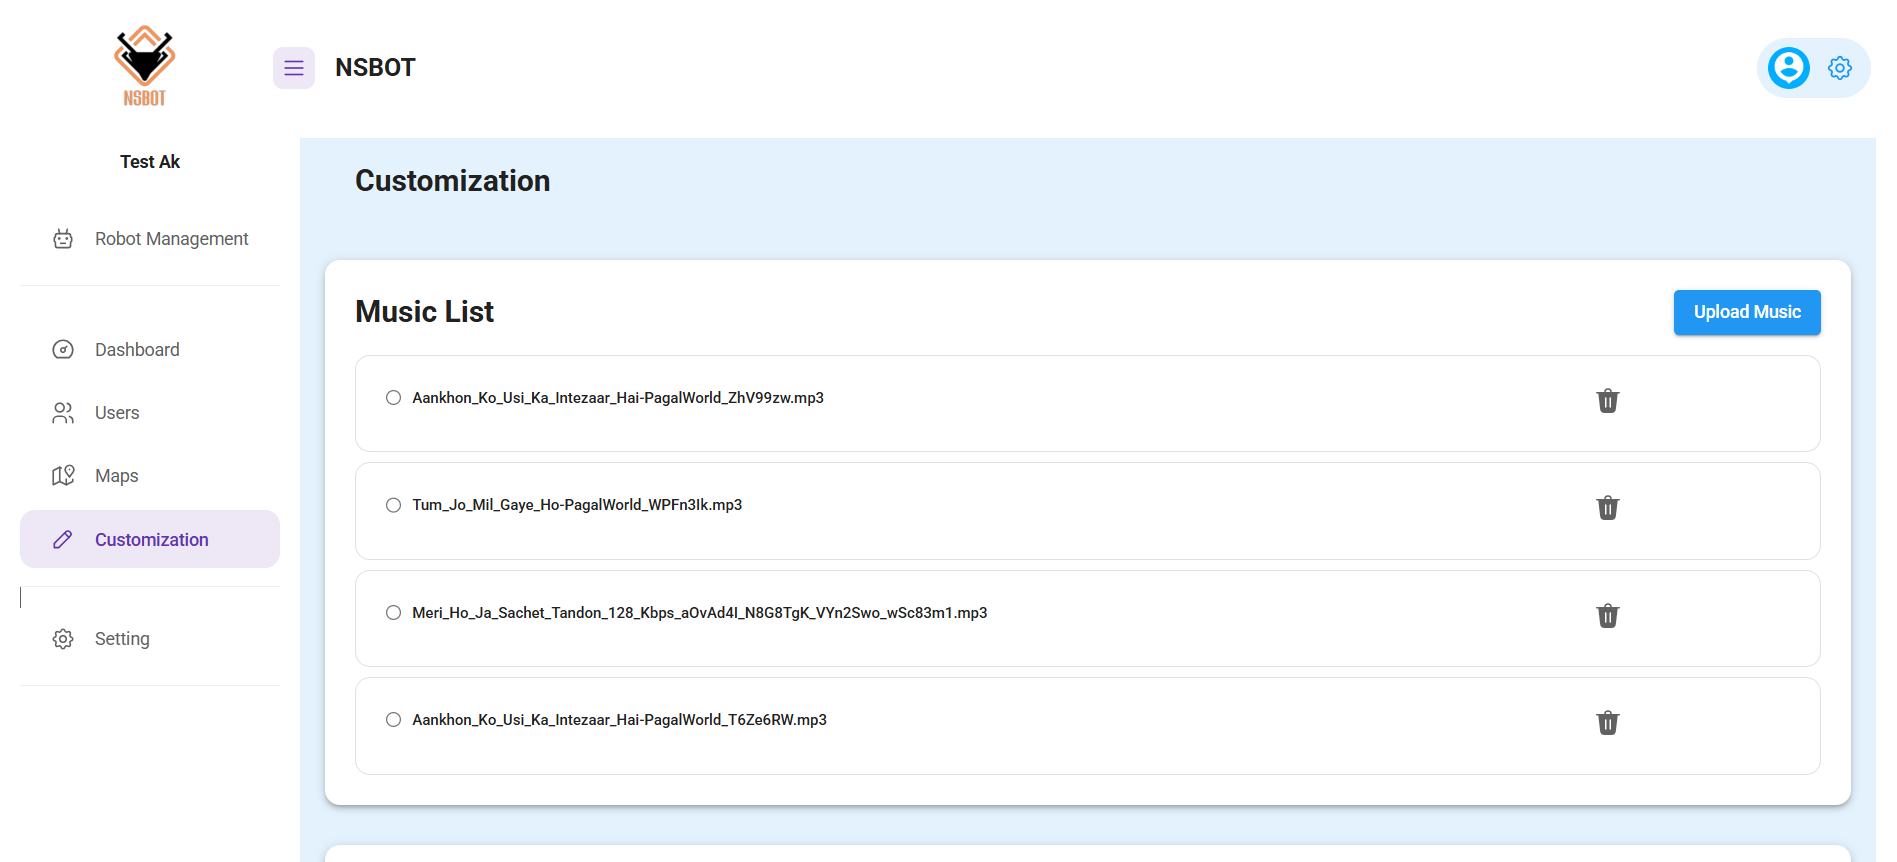 NSBOT
NSBOT
Test Ak
Robot Management
Dashboard
Users
Maps
Customization
Setting
Customization
Music List
Upload Music
Aankhon_Ko_Usi_Ka_Intezaar_Hai-PagalWorld_ZhV99zw.mp3
Tum_Jo_Mil_Gaye_Ho-PagalWorld_WPFn3Ik.mp3
Meri_Ho_Ja_Sachet_Tandon_128_Kbps_aOvAd4I_N8G8TgK_VYn2Swo_wSc83m1.mp3
Aankhon_Ko_Usi_Ka_Intezaar_Hai-PagalWorld_T6Ze6RW.mp3